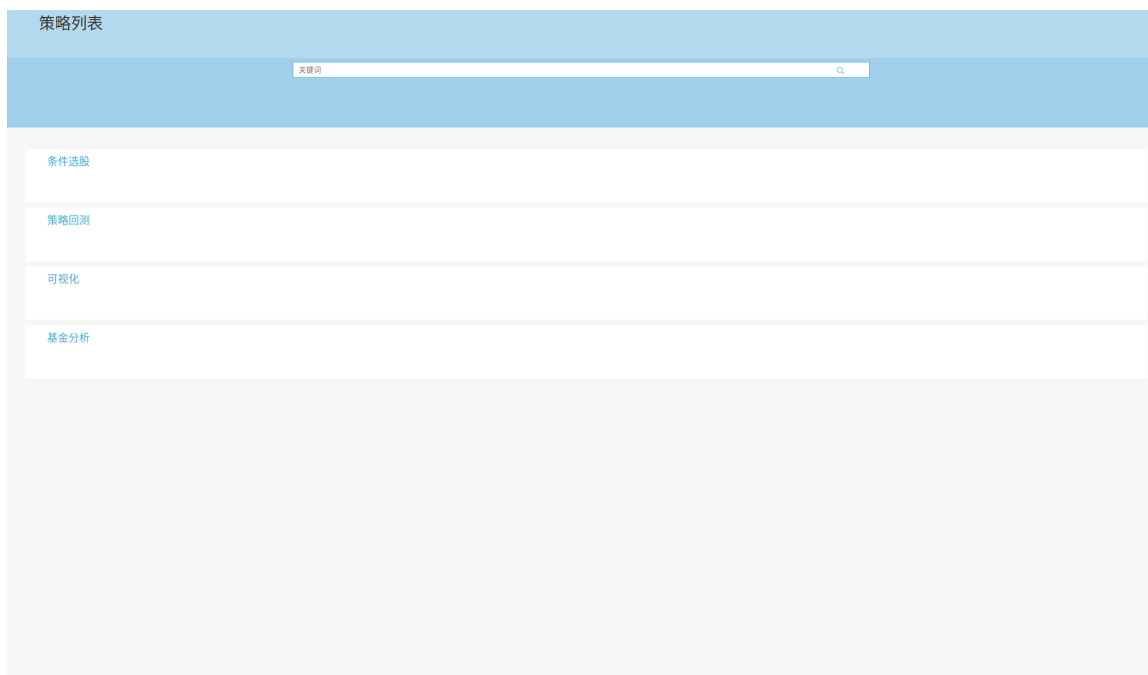 策略列表
关键词
条件选股
策略回测
可视化
基金分析